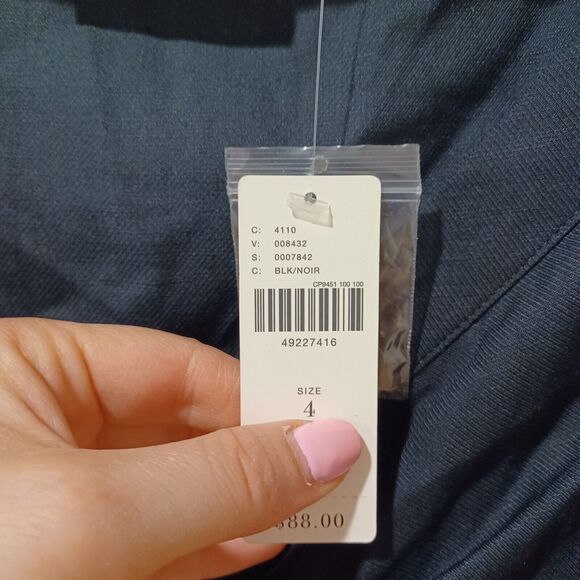 C: 4110
V: 008432
S: 0007842
C: BLK/NOIR
CP9451 100 100
49227416
SIZE
4
$88.00